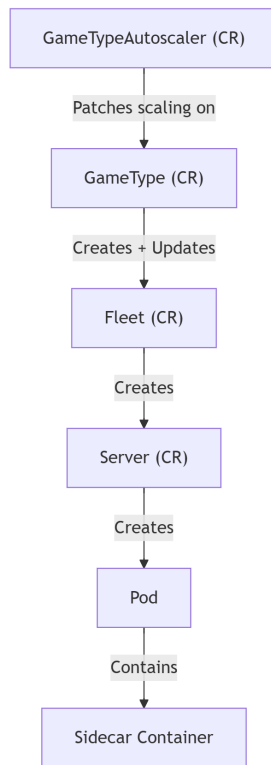 GameTypeAutoscaler (CR)
Patches scaling on
GameType (CR)
Creates + Updates
Fleet (CR)
Creates
Server (CR)
Creates
Pod
Contains
Sidecar Container